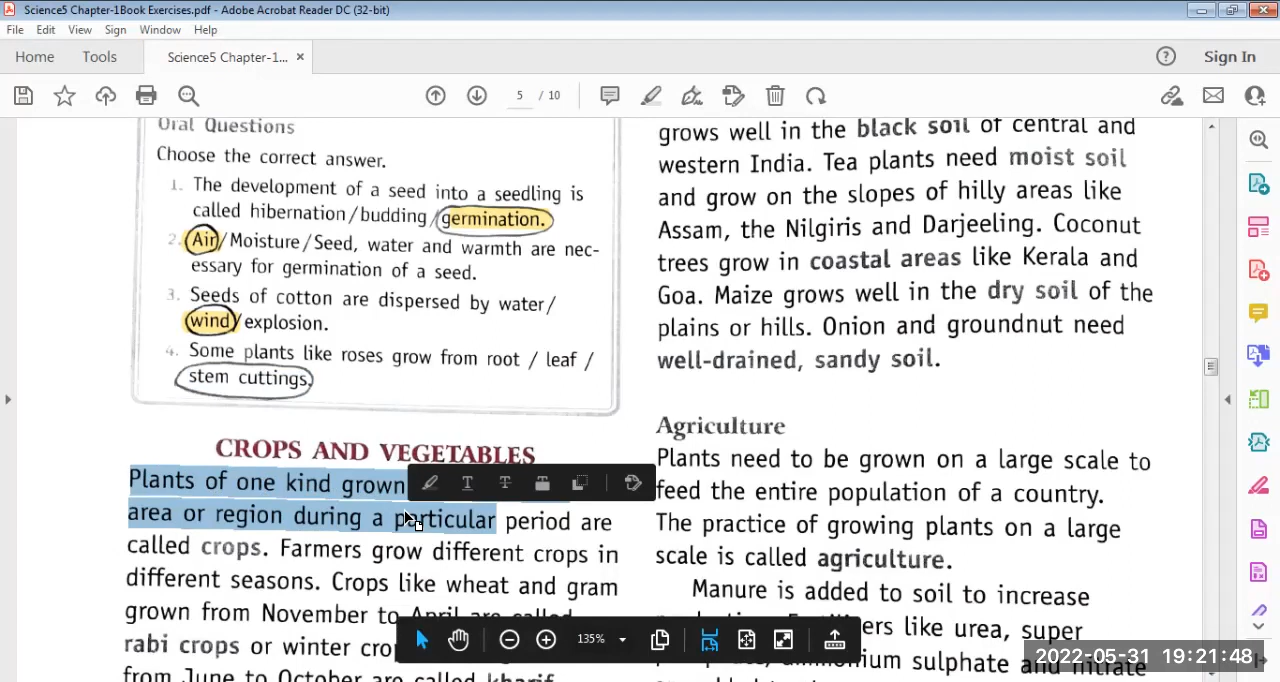 Science5 Chapter-1Book Exercises.pdf - Adobe Acrobat Reader DC (32-bit)
File Edit View Sign Window Help
Home Tools Science5 Chapter-1... × Sign In
5 / 10
Oral Questions
Choose the correct answer.
1. The development of a seed into a seedling is
called hibernation/budding/germination.
2. Air/Moisture/Seed, water and warmth are nec-
essary for germination of a seed.
3. Seeds of cotton are dispersed by water/
wind/explosion.
4. Some plants like roses grow from root / leaf /
stem cuttings.
CROPS AND VEGETABLES
Plants of one kind grown
area or region during a particular period are
called crops. Farmers grow different crops in
different seasons. Crops like wheat and gram
grown from November to April are called
rabi crops or winter
from June to October are called kharif
grows well in the black soil of central and
western India. Tea plants need moist soil
and grow on the slopes of hilly areas like
Assam, the Nilgiris and Darjeeling. Coconut
trees grow in coastal areas like Kerala and
Goa. Maize grows well in the dry soil of the
plains or hills. Onion and groundnut need
well-drained, sandy soil.
Agriculture
Plants need to be grown on a large scale to
feed the entire population of a country.
The practice of growing plants on a large
scale is called agriculture.
Manure is added to soil to increase
like urea, super
sulphate and nitrate
135%
2022-05-31 19:21:48